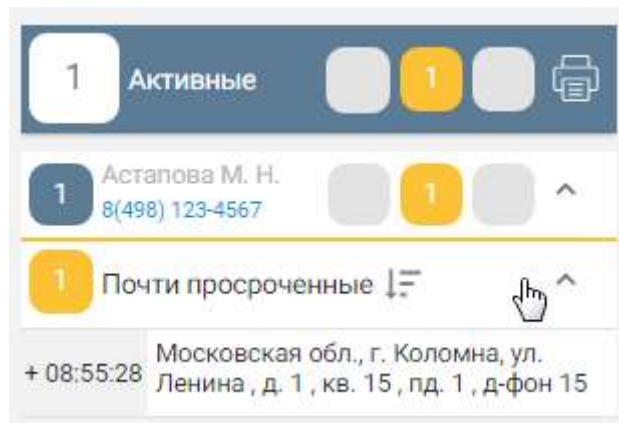 1 Активные 1
1 Астапова М. Н. 1
8(498) 123-4567
1 Почти просроченные
+ 08:55:28 Московская обл., г. Коломна, ул.
Ленина , д. 1 , кв. 15 , пд. 1 , д-фон 15